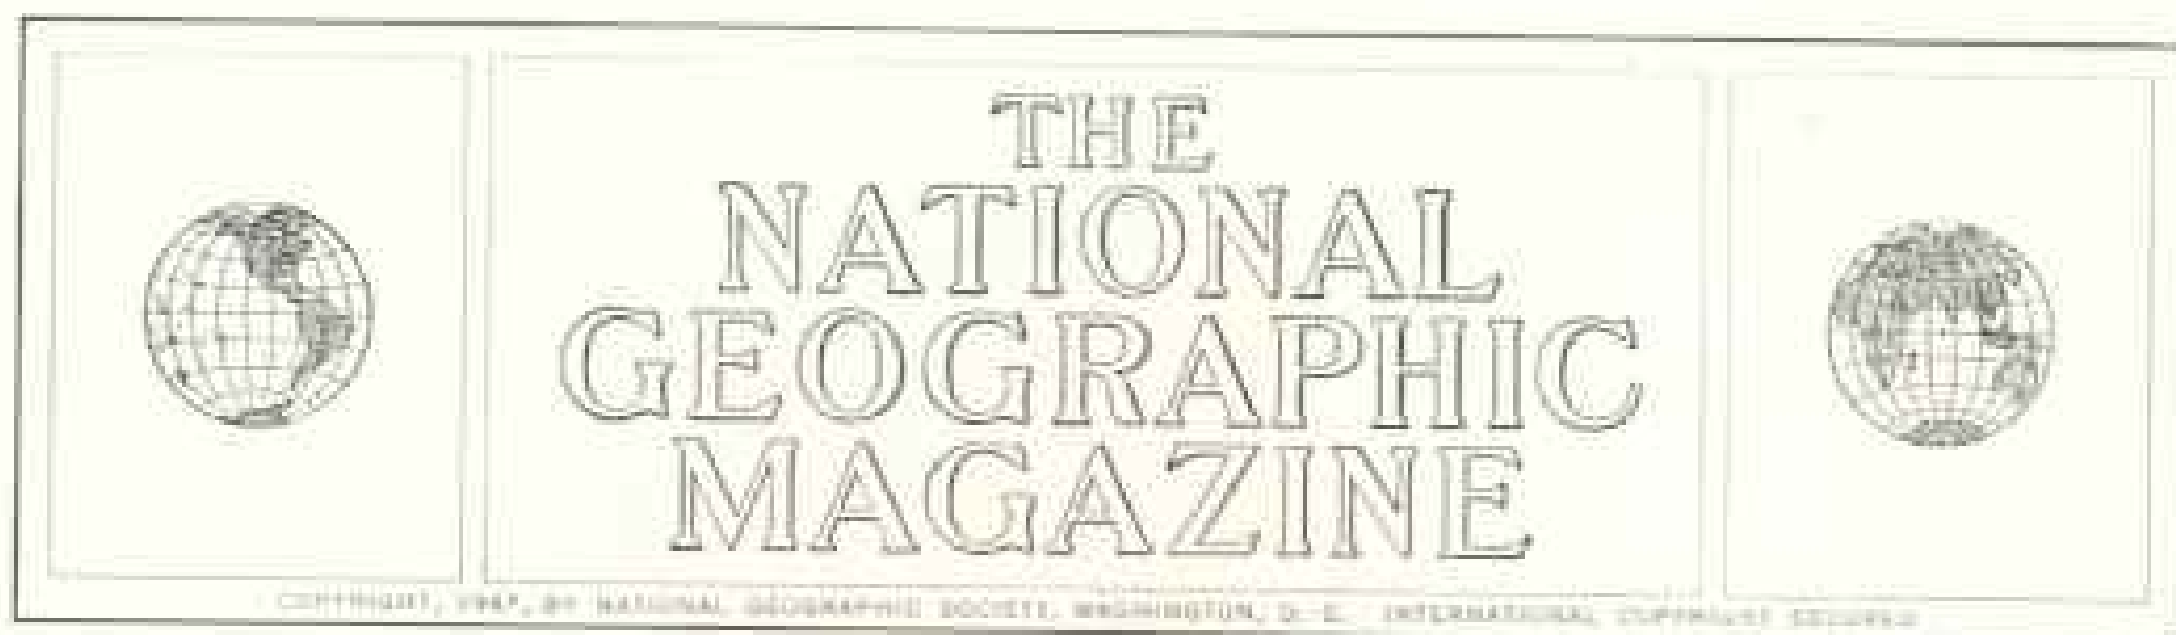 THE
NATIONAL
GEOGRAPHIC
MAGAZINE
COPYRIGHT, BY NATIONAL GEOGRAPHIC SOCIETY, WASHINGTON, D. C. INTERNATIONAL COPYRIGHT SECURED